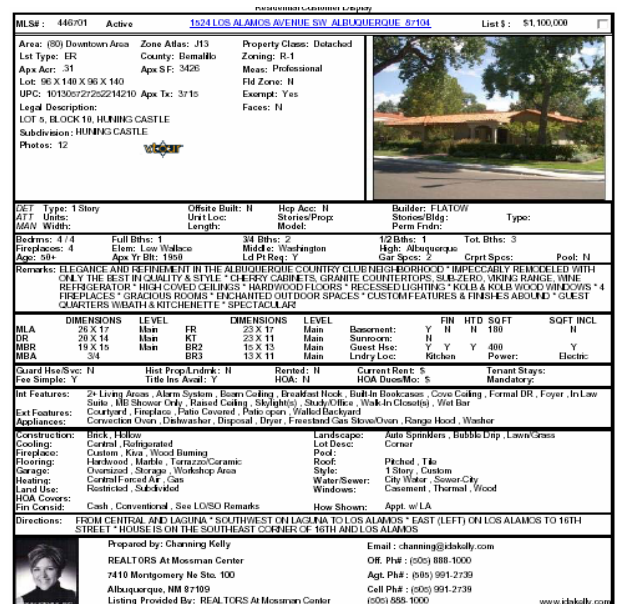 Residential Customer Display
MLS# : 446701 Active 1524 LOS ALAMOS AVENUE SW ALBUQUERQUE 87104 List $ : $1,100,000
Area: (80) Downtown Area Zone Atlas: J13 Property Class: Detached
Lst Type: ER County: Bernalillo Zoning: R-1
Apx Acr: .31 Apx SF: 3426 Meas: Professional
Lot: 96 X 140 X 96 X 140 Fld Zone: N
UPC: 101305727252214210 Apx Tx: 3715 Exempt: Yes
Legal Description: Faces: N
LOT 5, BLOCK 10, HUNING CASTLE
Subdivision: HUNING CASTLE
Photos: 12
DET Type: 1 Story Offsite Built: N Hcp Acc: N Builder: FLATOW
ATT Units: Unit Loc: Stories/Prop: Stories/Bldg: Type:
MAN Width: Length: Model: Perm Fndn:
Bedrms: 4 / 4 Full Bths: 1 3/4 Bths: 2 1/2 Bths: 1 Tot. Bths: 3
Fireplaces: 4 Elem: Lew Wallace Middle: Washington High: Albuquerque
Age: 50+ Apx Yr Blt: 1950 Ld Pt Req: Y Gar Spcs: 2 Crprt Spcs: Pool: N
Remarks: ELEGANCE AND REFINEMENT IN THE ALBUQUERQUE COUNTRY CLUB NEIGHBORHOOD * IMPECCABLY REMODELED WITH
ONLY THE BEST IN QUALITY & STYLE * CHERRY CABINETS, GRANITE COUNTERTOPS, SUB-ZERO, VIKING RANGE, WINE
REFRIGERATOR * HIGH COVED CEILINGS * HARDWOOD FLOORS * RECESSED LIGHTING * KOLB & KOLB WOOD WINDOWS * 4
FIREPLACES * GRACIOUS ROOMS * ENCHANTED OUTDOOR SPACES * CUSTOM FEATURES & FINISHES ABOUND * GUEST
QUARTERS W/BATH & KITCHENETTE * SPECTACULAR!
DIMENSIONS LEVEL DIMENSIONS LEVEL FIN HTD SQFT SQFT INCL
MLA 26 X 17 Main FR 23 X 17 Main Basement: Y N N 180 N
DR 20 X 14 Main KT 23 X 11 Main Sunroom: N
MBR 19 X 15 Main BR2 15 X 13 Main Guest Hse: Y Y Y 400 Y
MBA 3/4 BR3 13 X 11 Main Lndry Loc: Kitchen Power: Electric
Guard Hse/Svc: N Hist Prop/Lndmk: N Rented: N Current Rent: $ Tenant Stays:
Fee Simple: Y Title Ins Avail: Y HOA: N HOA Dues/Mo: $ Mandatory:
Int Features: 2+ Living Areas , Alarm System , Beam Ceiling , Breakfast Nook , Built-In Bookcases , Cove Ceiling , Formal DR , Foyer , In Law
Suite , MB Shower Only , Raised Ceiling , Skylight(s) , Study/Office , Walk-In Closet(s) , Wet Bar
Ext Features: Courtyard , Fireplace , Patio Covered , Patio open , Walled Backyard
Appliances: Convection Oven , Dishwasher , Disposal , Dryer , Freestand Gas Stove/Oven , Range Hood , Washer
Construction: Brick , Hollow Landscape: Auto Sprinklers , Bubble Drip , Lawn/Grass
Cooling: Central , Refrigerated Lot Desc: Corner
Fireplace: Custom , Kiva , Wood Burning Pool:
Flooring: Hardwood , Marble , Terrazzo/Ceramic Roof: Pitched , Tile
Garage: Oversized , Storage , Workshop Area Style: 1 Story , Custom
Heating: Central Forced Air , Gas Water/Sewer: City Water , Sewer-City
Land Use: Restricted , Subdivided Windows: Casement , Thermal , Wood
HOA Covers:
Fin Consid: Cash , Conventional , See LO/SO Remarks How Shown: Appt. w/ LA
Directions: FROM CENTRAL AND LAGUNA * SOUTHWEST ON LAGUNA TO LOS ALAMOS * EAST (LEFT) ON LOS ALAMOS TO 16TH
STREET * HOUSE IS ON THE SOUTHEAST CORNER OF 16TH AND LOS ALAMOS
Prepared by: Channing Kelly Email : channing@idakelly.com
REALTORS At Mossman Center Off. Ph# : (505) 888-1000
7410 Montgomery Ne Ste. 100 Agt. Ph# : (505) 991-2739
Albuquerque, NM 87109 Cell Ph# : (505) 991-2739
Listing Provided By: REALTORS At Mossman Center (505) 888-1000 www.idakelly.com